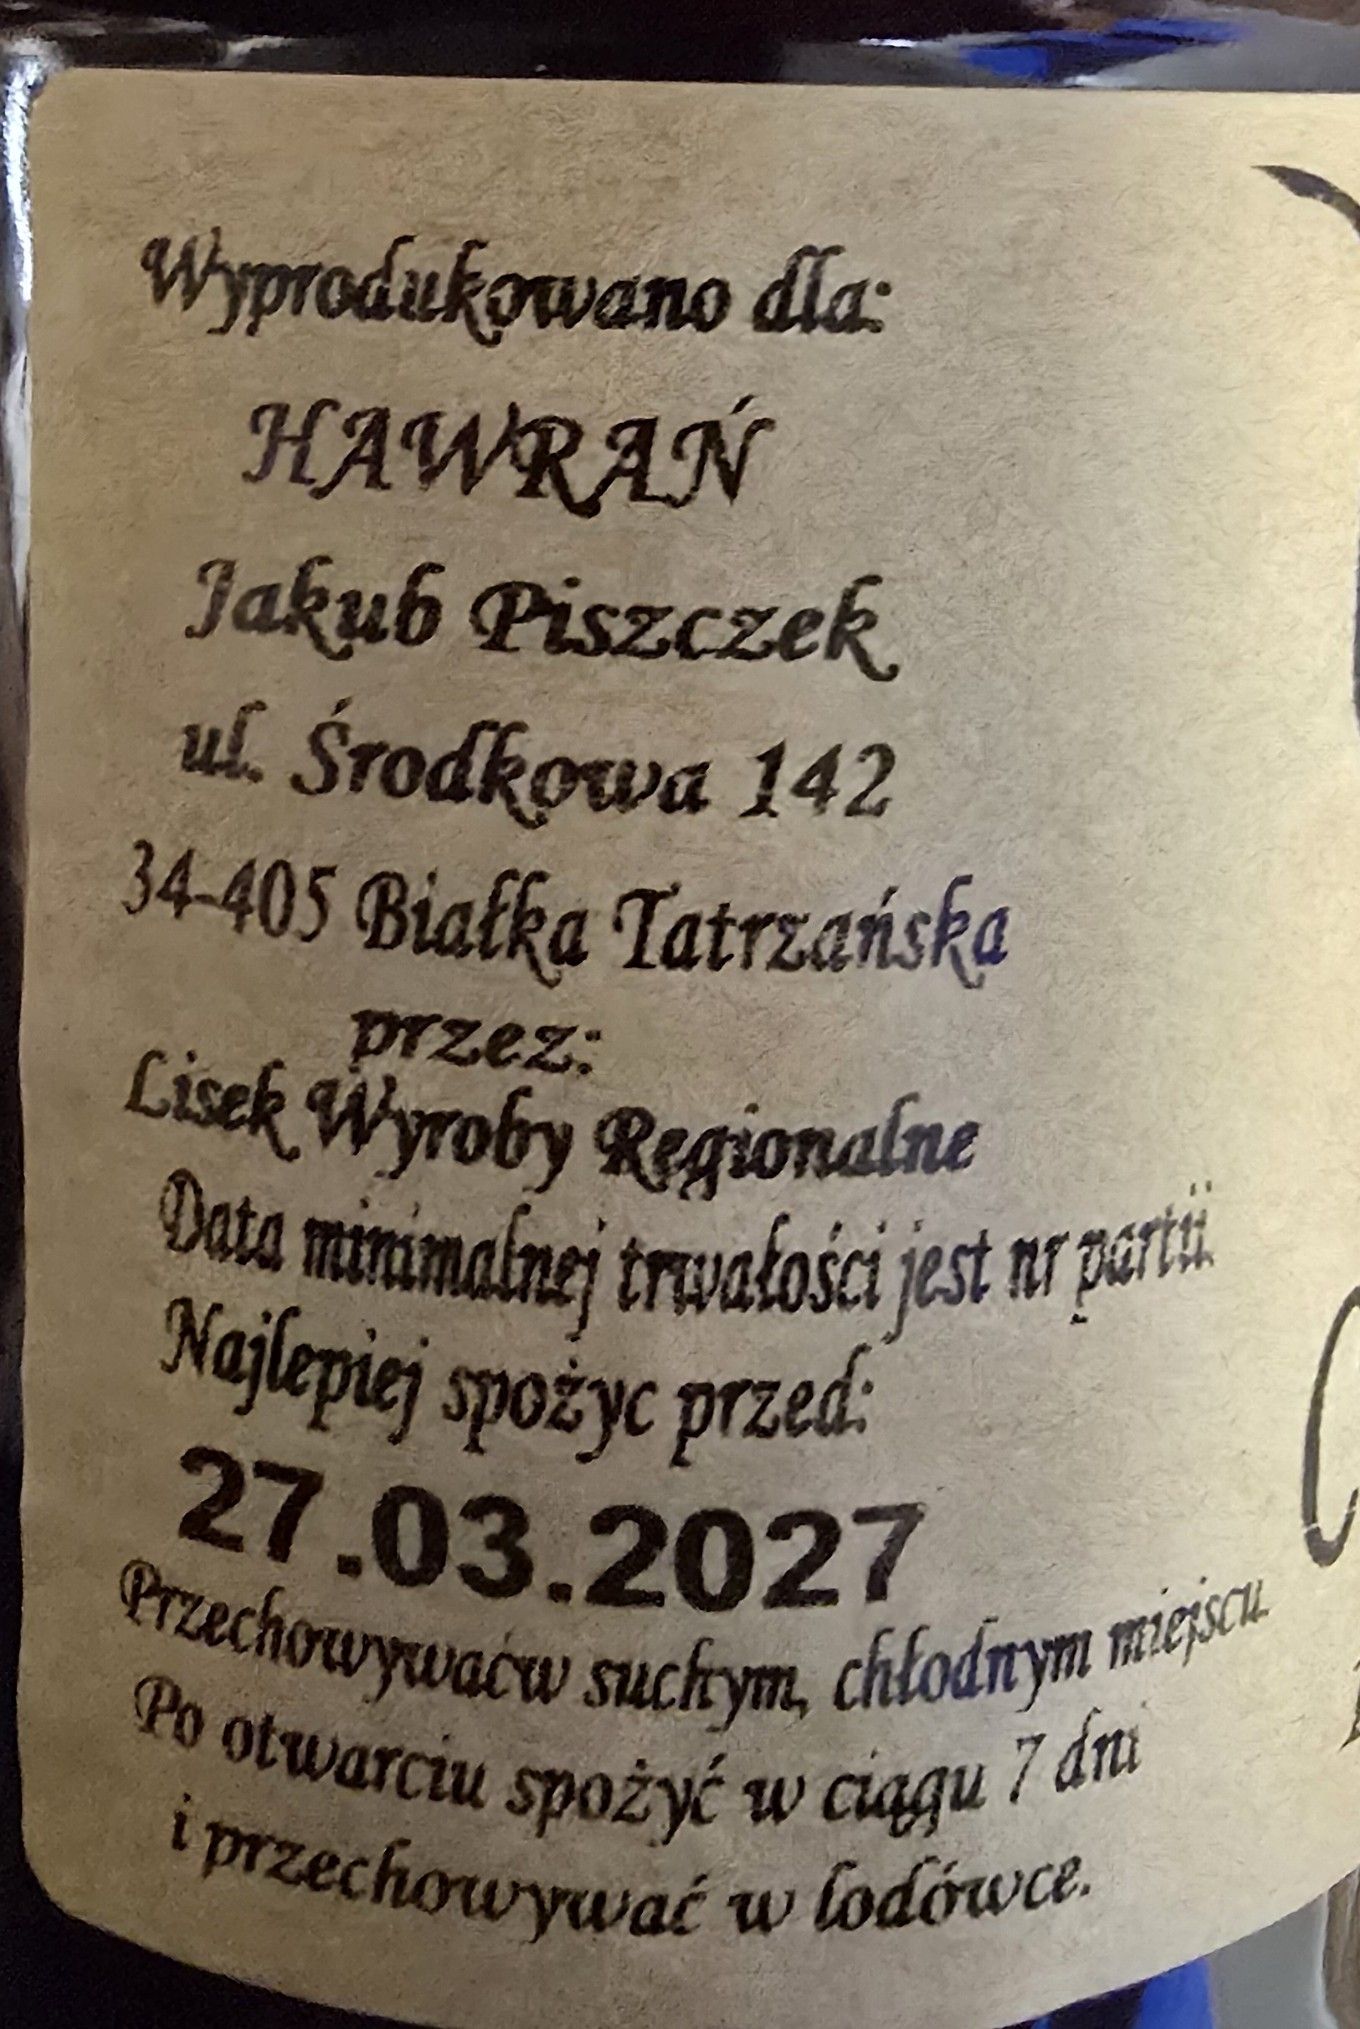 Wyprodukowano dla:
HAWRAŃ
Jakub Piszczek
ul. Środkowa 142
34-405 Białka Tatrzańska
przez:
Lisek Wyroby Regionalne
Data minimalnej trwałości jest nr partii.
Najlepiej spożyc przed:
27.03.2027
Przechowywaćw suchym, chłodnym miejscu.
Po otwarciu spożyć w ciągu 7 dni
i przechowywać w lodówce.